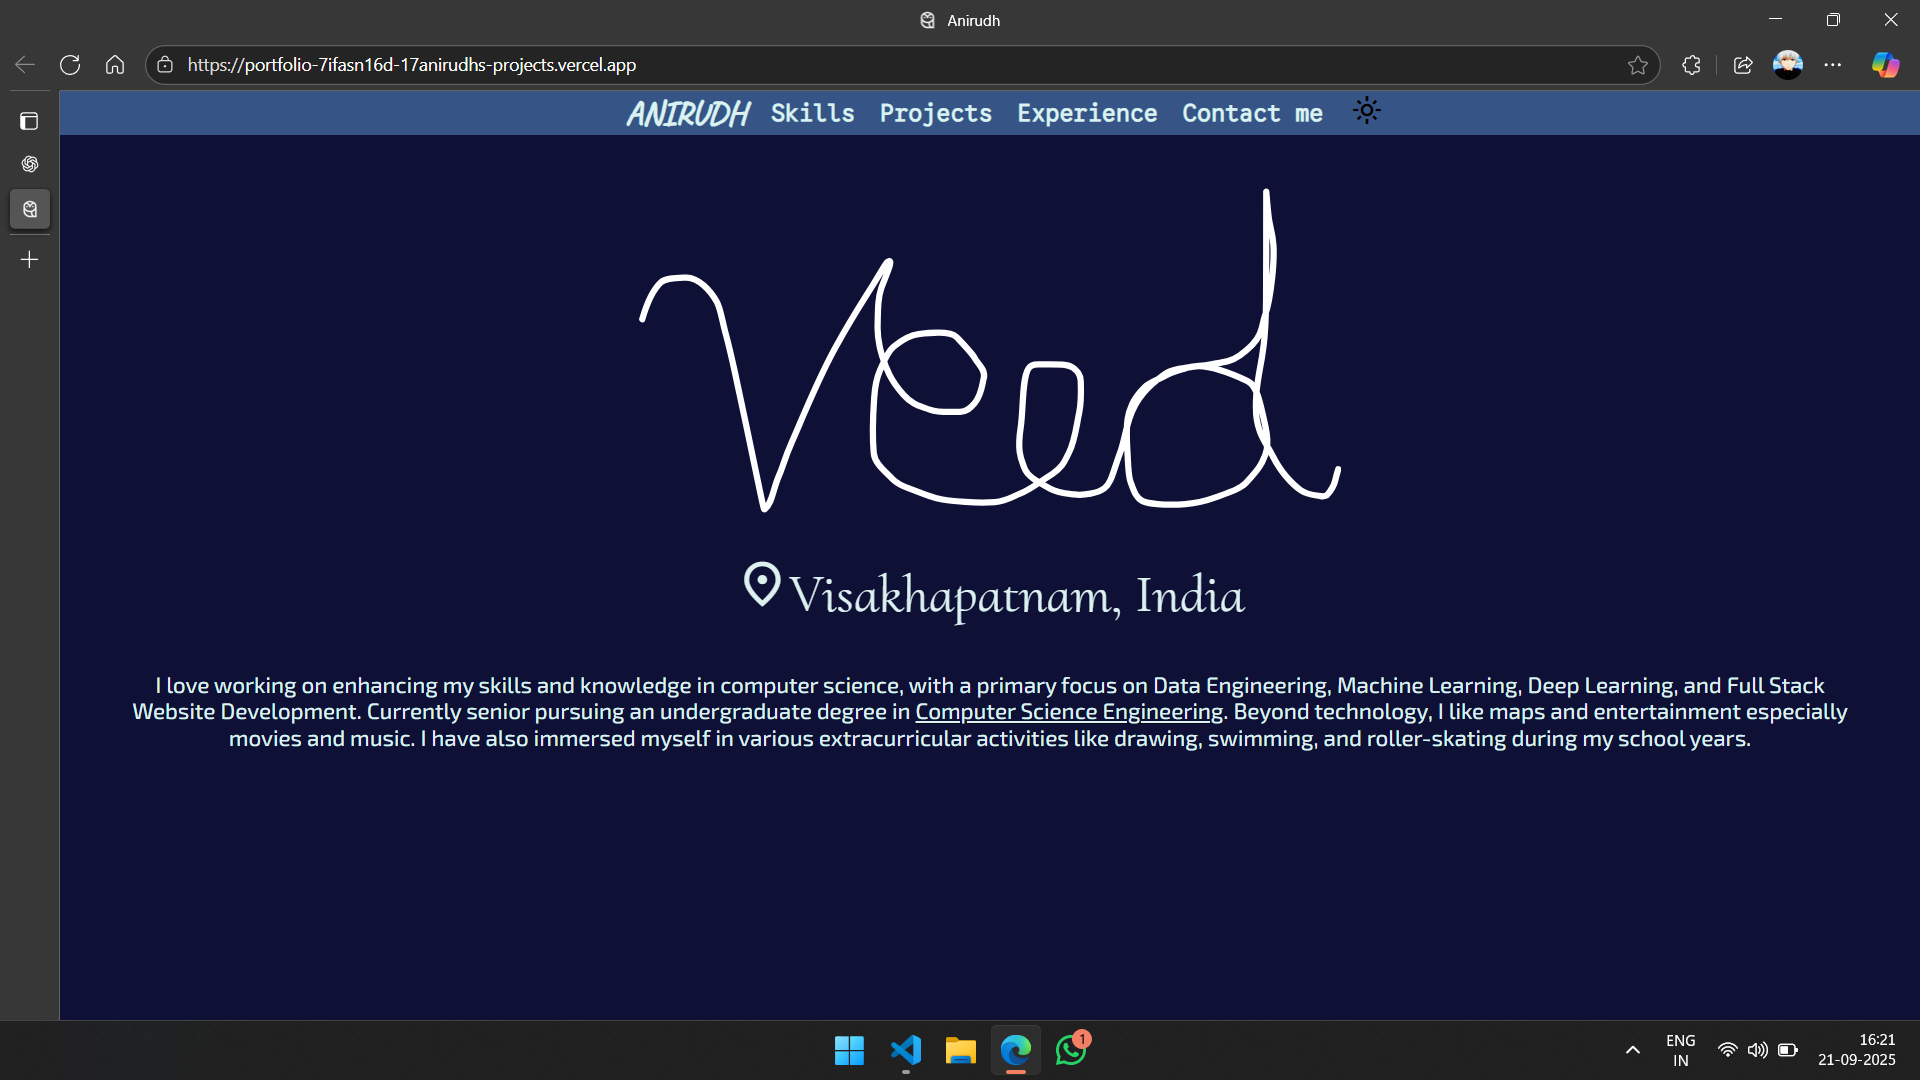 Anirudh
https://portfolio-7ifasn16d-17anirudhs-projects.vercel.app
ANIRUDH Skills Projects Experience Contact me
Veed
Visakhapatnam, India
I love working on enhancing my skills and knowledge in computer science, with a primary focus on Data Engineering, Machine Learning, Deep Learning, and Full Stack
Website Development. Currently senior pursuing an undergraduate degree in Computer Science Engineering. Beyond technology, I like maps and entertainment especially
movies and music. I have also immersed myself in various extracurricular activities like drawing, swimming, and roller-skating during my school years.
1
ENG
IN
16:21
21-09-2025